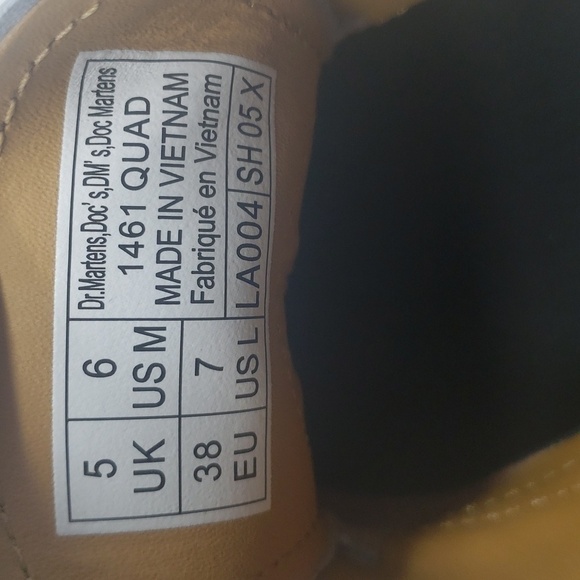 Dr.Martens,Doc's,DM's,Doc Martens
1461 QUAD
MADE IN VIETNAM
Fabriqué en Vietnam
LA004 SH 05 X
5 6
UK US M
38 7
EU US L